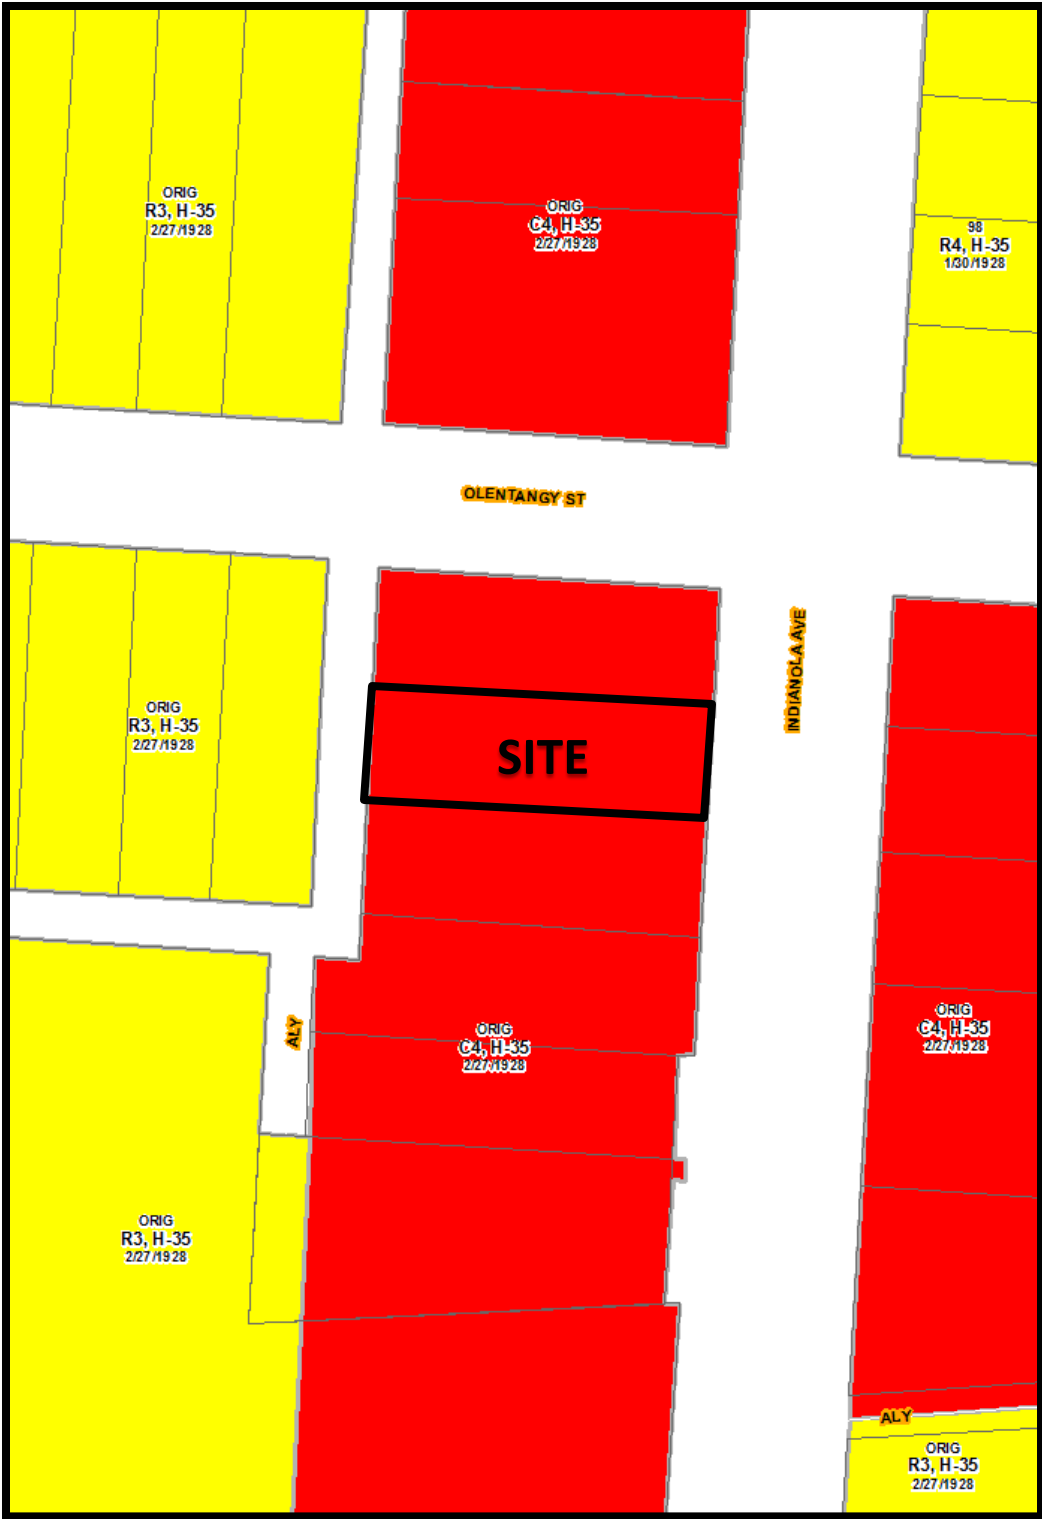 ORIG
R3, H-35
2/27/1928
ORIG
C4, H-35
2/27/1928
98
R4, H-35
1/30/1928
OLENTANGY ST
INDIANOLA AVE
ORIG
R3, H-35
2/27/1928
SITE
ALY
ORIG
C4, H-35
2/27/1928
ORIG
C4, H-35
2/27/1928
ORIG
R3, H-35
2/27/1928
ALY
ORIG
R3, H-35
2/27/1928